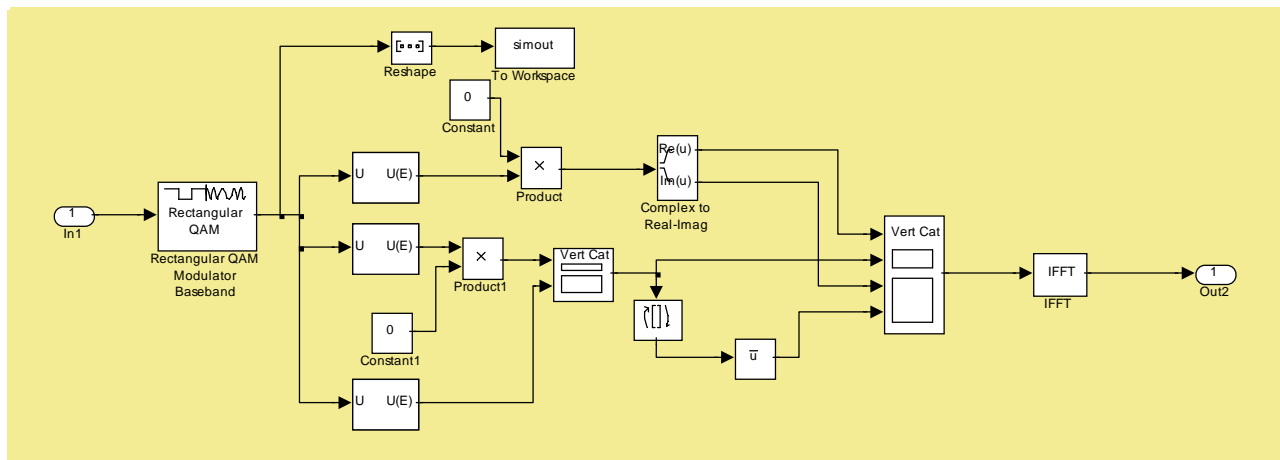 simout
[•••]
Reshape
To Workspace
0
Constant
Re(u)
Im(u)
Complex to
Real-Imag
U U(E)
×
Product
Rectangular
QAM
Rectangular QAM
Modulator
Baseband
1
In1
U U(E)
×
Product1
Vert Cat
Vert Cat
0
Constant1
u̅
IFFT
IFFT
1
Out2
U U(E)